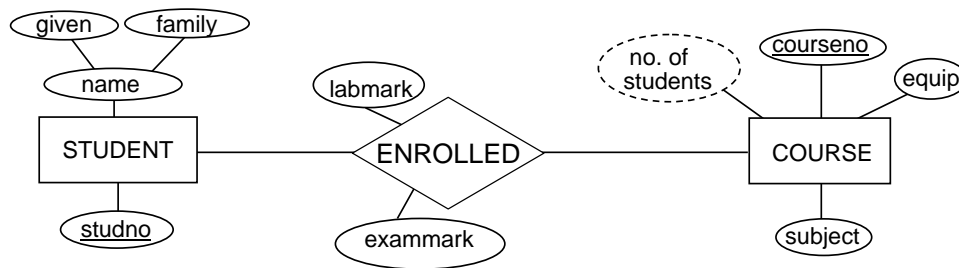 given
family
name
STUDENT
studno
labmark
ENROLLED
exammark
no. of
students
courseno
equip
COURSE
subject